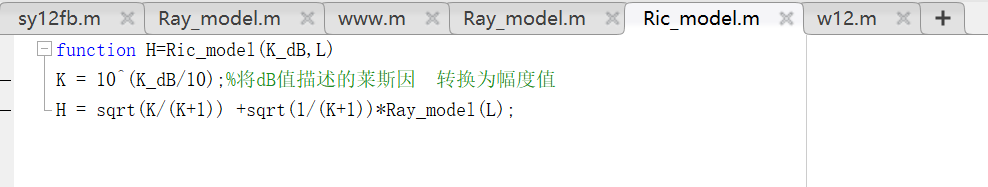 sy12fb.m Ray_model.m www.m Ray_model.m Ric_model.m w12.m
function H=Ric_model(K_dB,L)
K = 10^(K_dB/10);%将dB值描述的莱斯因  转换为幅度值
H = sqrt(K/(K+1)) +sqrt(1/(K+1))*Ray_model(L);